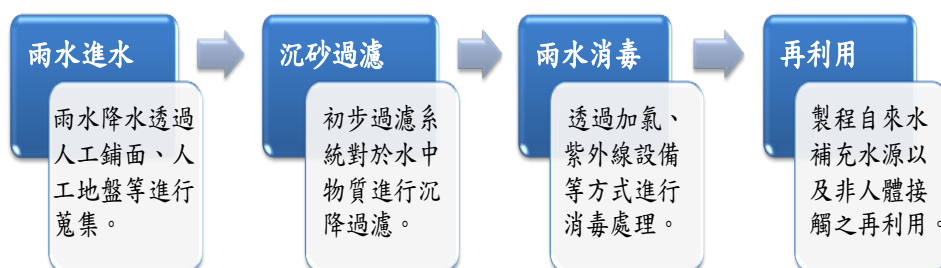 雨水進水
雨水降水透過
人工鋪面、人
工地盤等進行
蒐集。
沉砂過濾
初步過濾系
統對於水中
物質進行沉
降過濾。
雨水消毒
透過加氯、
紫外線設備
等方式進行
消毒處理。
再利用
製程自來水
補充水源以
及非人體接
觸之再利用。